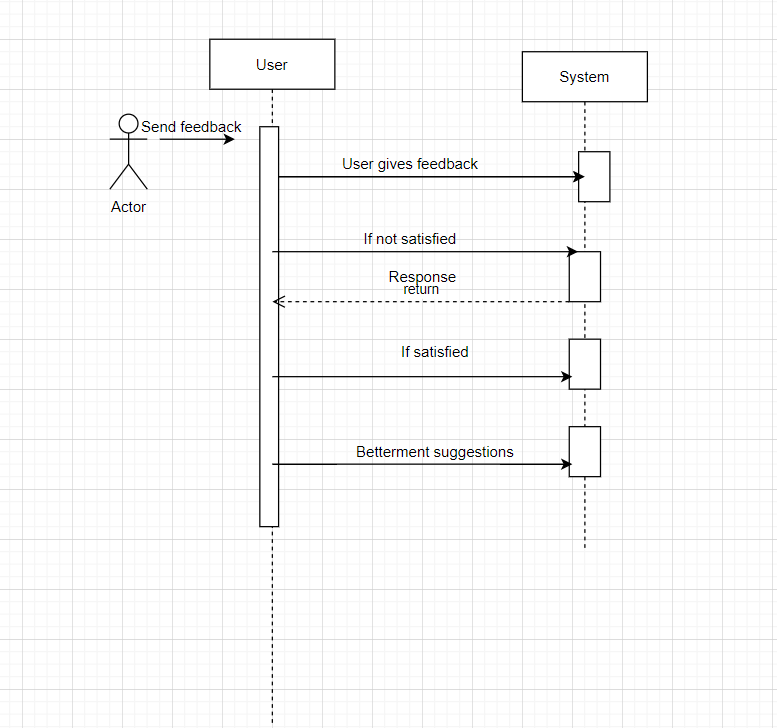 User
System
Send feedback
Actor
User gives feedback
If not satisfied
Response
return
If satisfied
Betterment suggestions